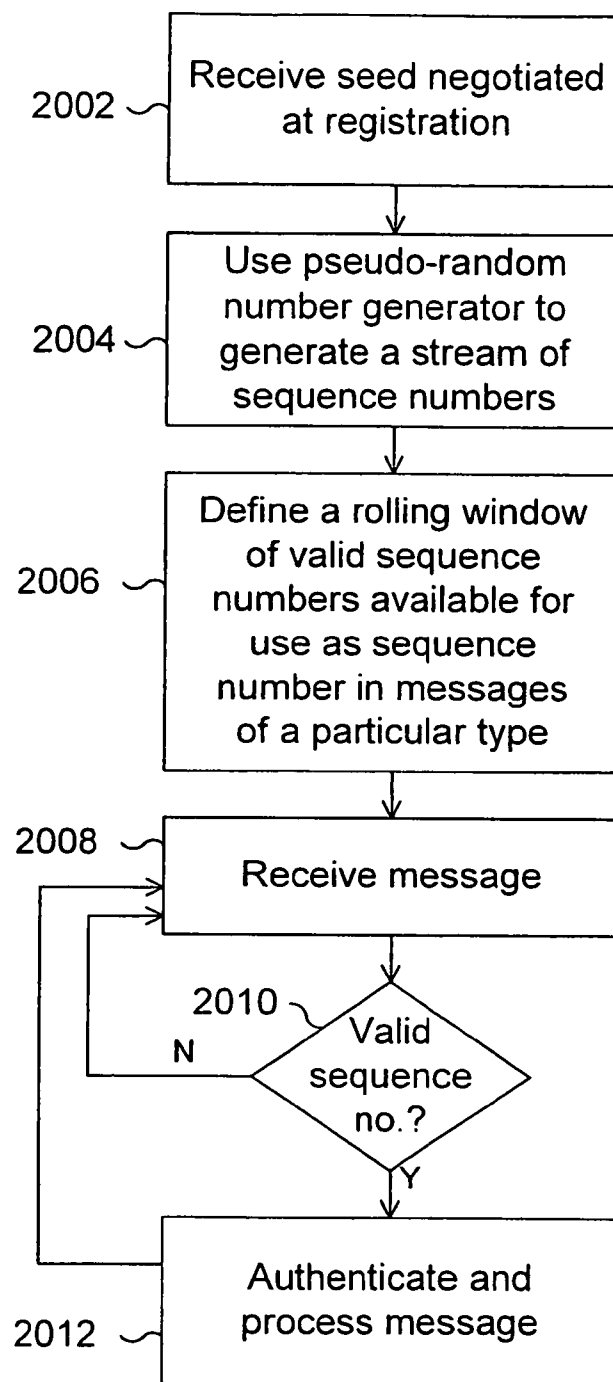 2002
Receive seed negotiated
at registration
2004
Use pseudo-random
number generator to
generate a stream of
sequence numbers
2006
Define a rolling window
of valid sequence
numbers available for
use as sequence
number in messages
of a particular type
2008
Receive message
2010
Valid
sequence
no.?
N
Y
2012
Authenticate and
process message